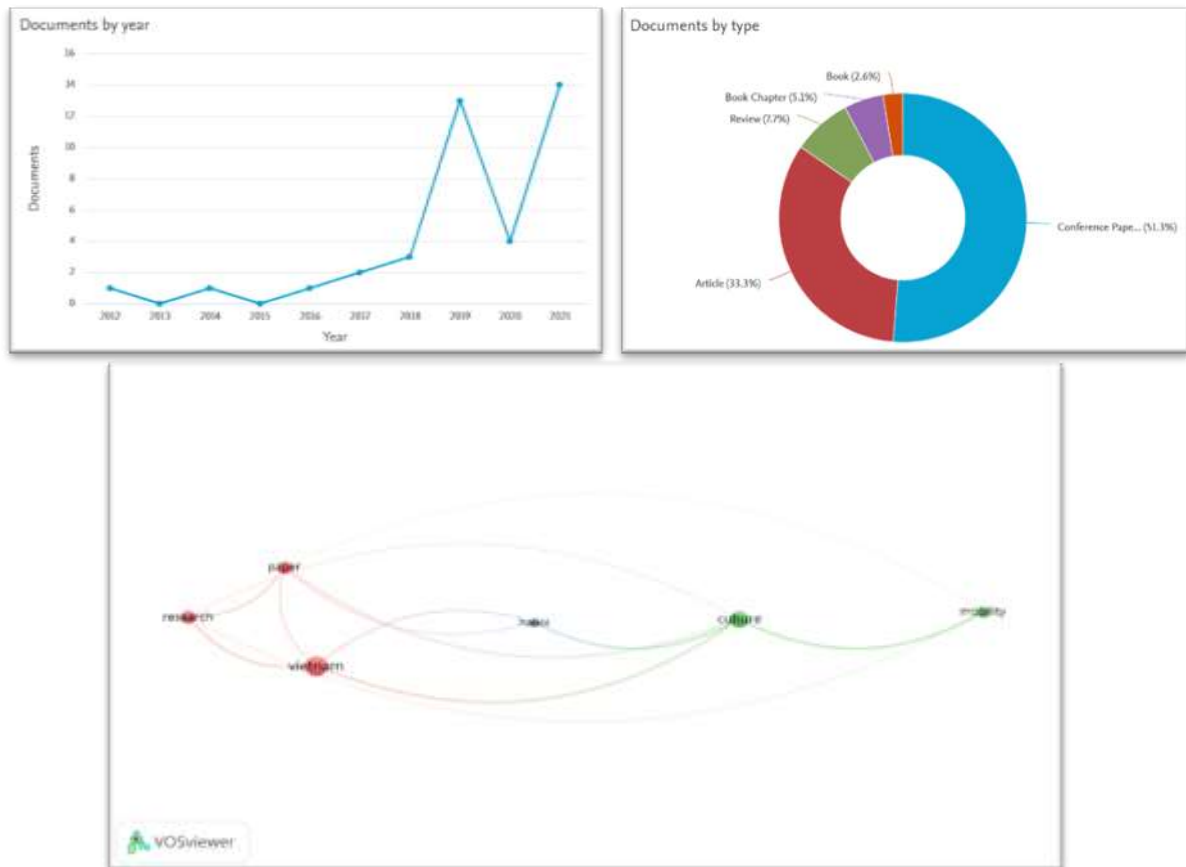 Documents by year
16
14
12
10
8
6
4
2
0
Documents
2012 2013 2014 2015 2016 2017 2018 2019 2020 2021
Year
Documents by type
Book (2.6%)
Book Chapter (5.1%)
Review (7.7%)
Conference Pape... (51.3%)
Article (33.3%)
paper
research
vietnam
hanoi
culture
mobility
VOSviewer